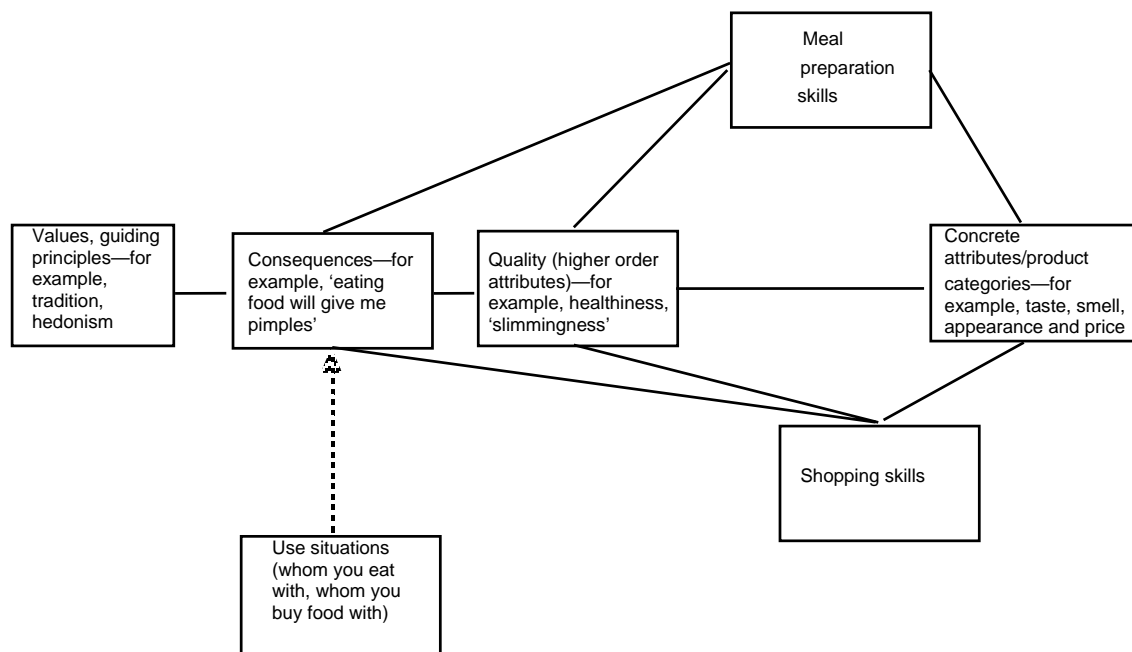 Meal
preparation
skills
Values, guiding
principles—for
example,
tradition,
hedonism
Consequences—for
example, ‘eating
food will give me
pimples’
Quality (higher order
attributes)—for
example, healthiness,
‘slimmingness’
Concrete
attributes/product
categories—for
example, taste, smell,
appearance and price
Shopping skills
Use situations
(whom you eat
with, whom you
buy food with)